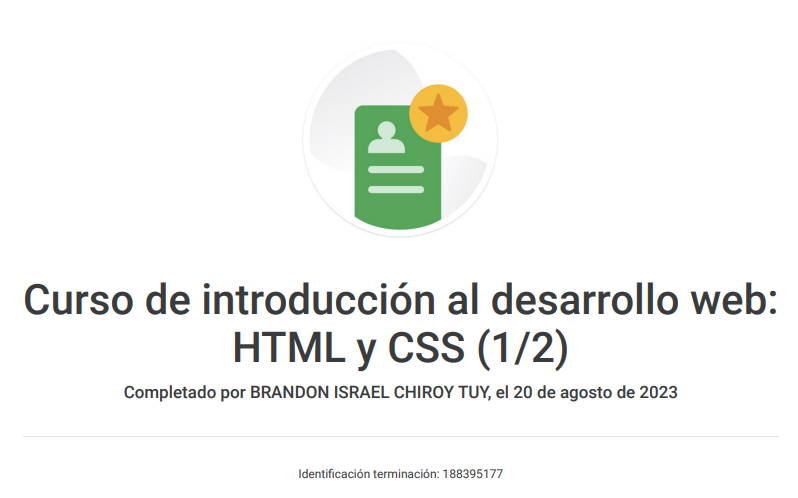 Curso de introducción al desarrollo web:
HTML y CSS (1/2)
Completado por BRANDON ISRAEL CHIROY TUY, el 20 de agosto de 2023
Identificación terminación: 188395177